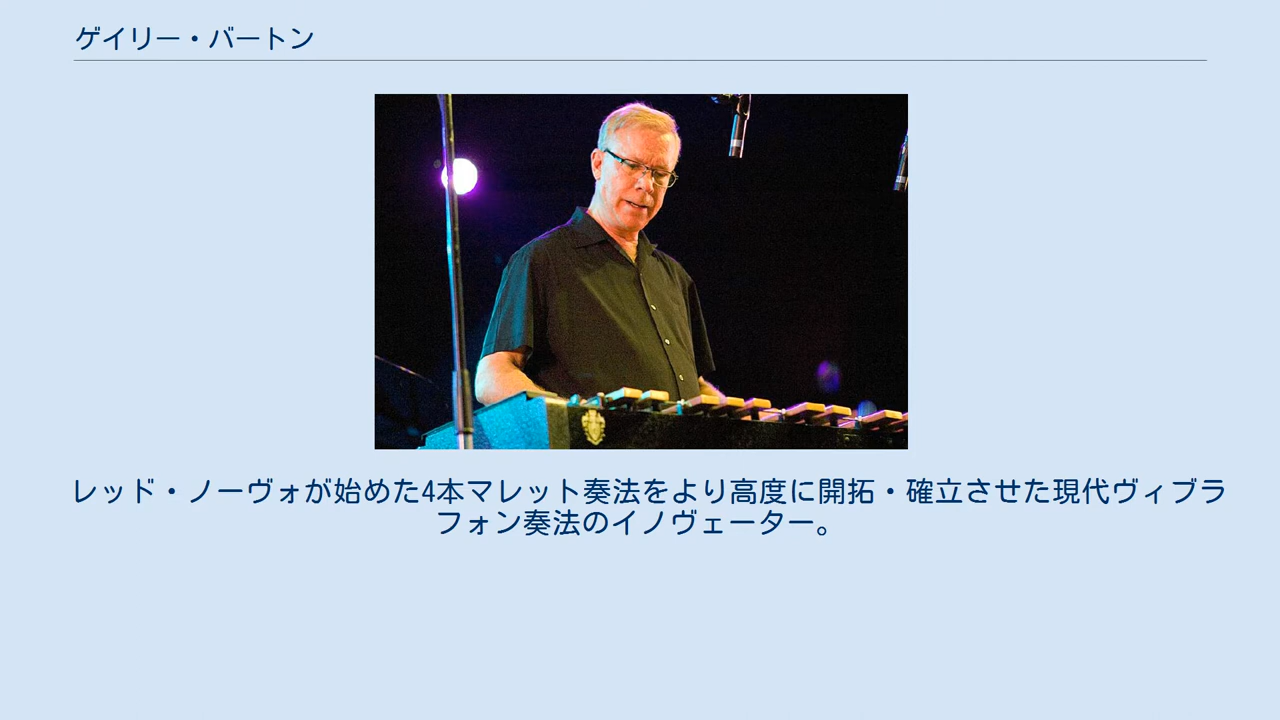 ゲイリー・バートン
レッド・ノーヴォが始めた4本マレット奏法をより高度に開拓・確立させた現代ヴィブラ
フォン奏法のイノヴェーター。